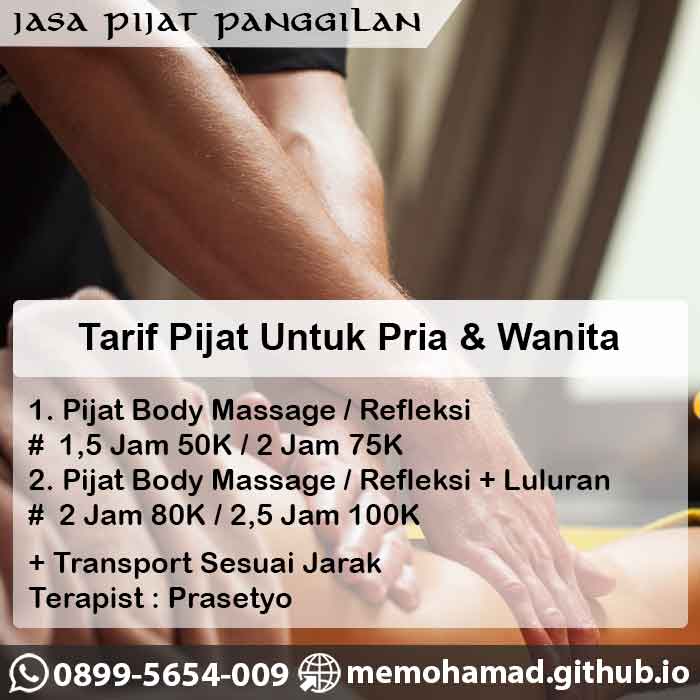 JASA PIJAT PANGGILAN
Tarif Pijat Untuk Pria & Wanita
1. Pijat Body Massage / Refleksi
# 1,5 Jam 50K / 2 Jam 75K
2. Pijat Body Massage / Refleksi + Luluran
# 2 Jam 80K / 2,5 Jam 100K
+ Transport Sesuai Jarak
Terapist : Prasetyo
0899-5654-009 memohamad.github.io